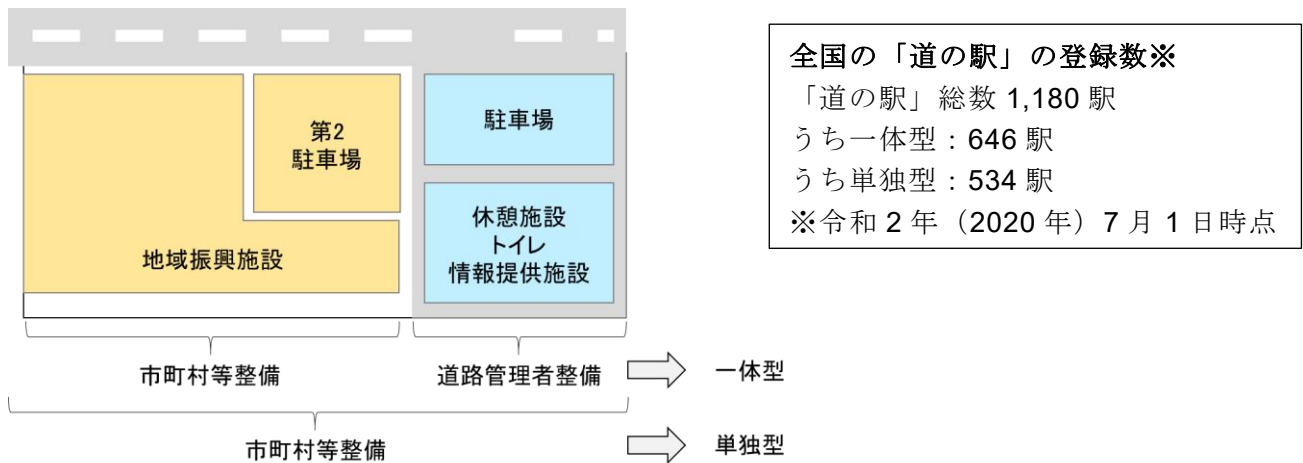 第2
駐車場
地域振興施設
駐車場
休憩施設
トイレ
情報提供施設
市町村等整備
道路管理者整備
一体型
市町村等整備
単独型
全国の「道の駅」の登録数※
「道の駅」総数 1,180 駅
うち一体型：646 駅
うち単独型：534 駅
※令和 2 年（2020 年）7 月 1 日時点